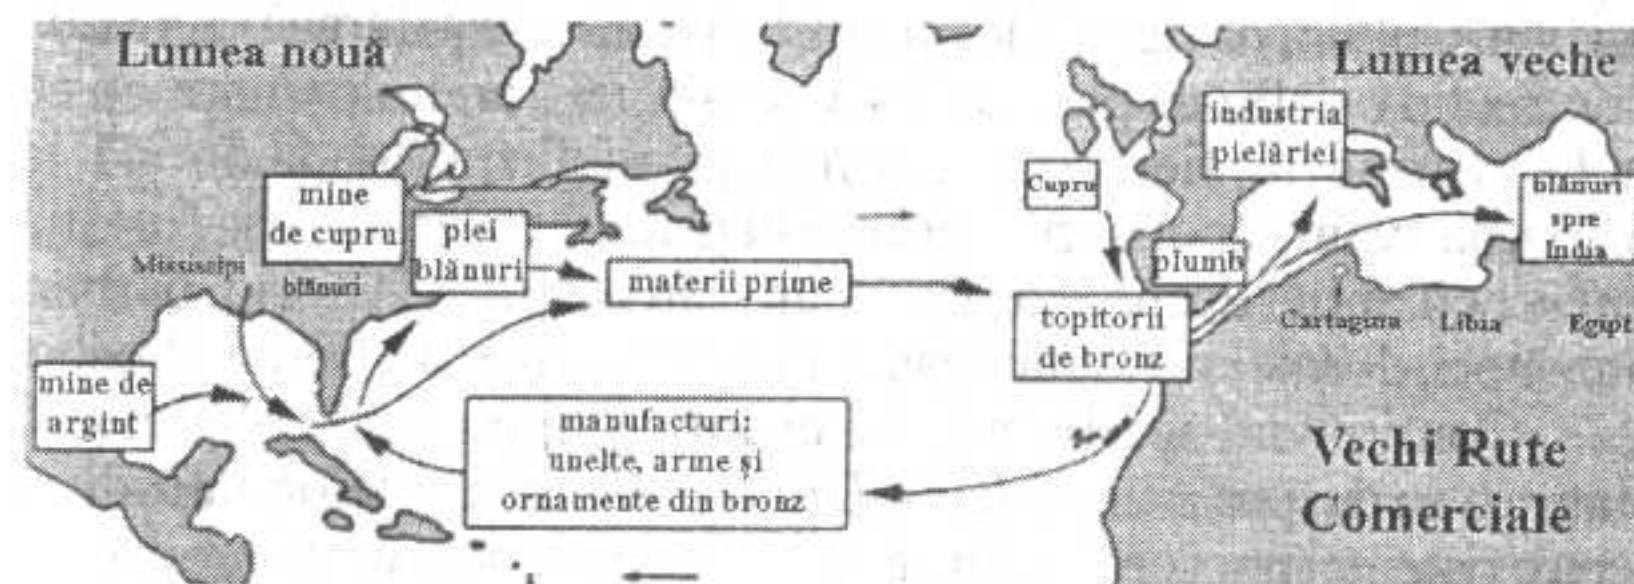 Lumea nouă
Lumea veche
industria
pielăriei
mine
de cupru
Cupru
blănuri
spre
India
piei
blănuri
Missisipi
blănuri
plumb
materii prime
topitorii
de bronz
Cartagina
Libia
Egipt
mine de
argint
manufacturi:
unelte, arme și
ornamente din bronz
Vechi Rute
Comerciale